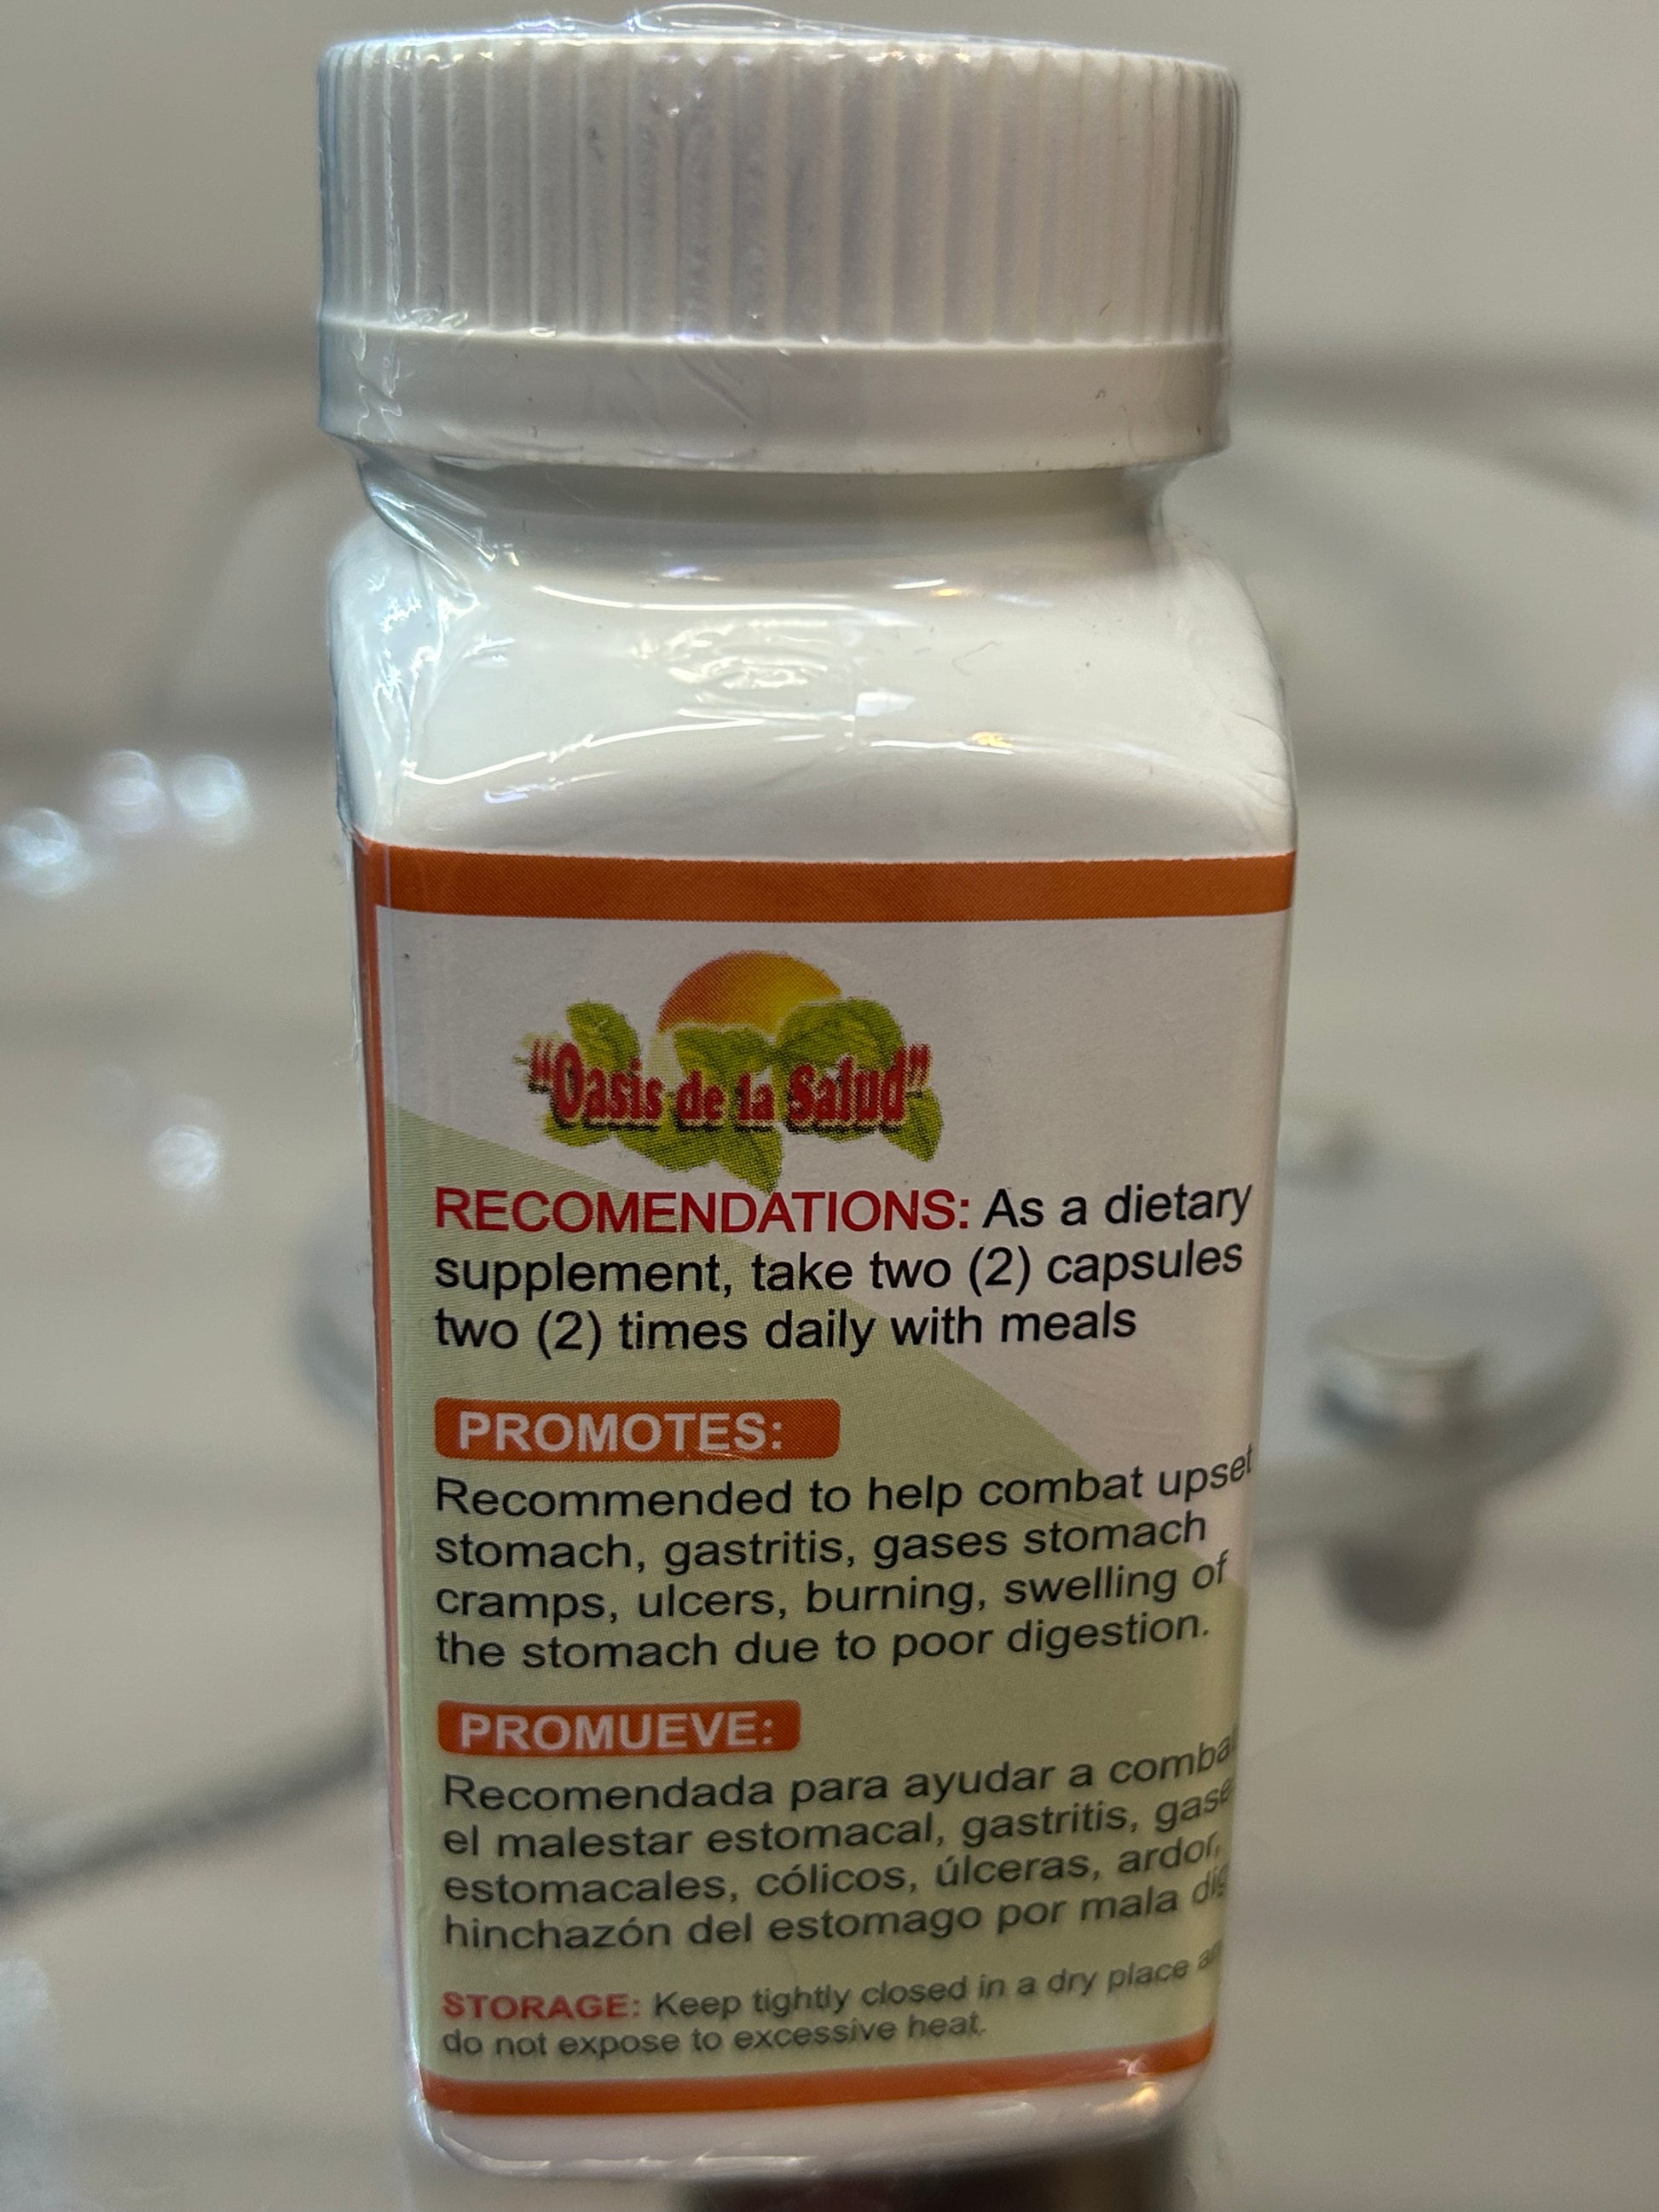 "Oasis de la Salud"
RECOMENDATIONS: As a dietary
supplement, take two (2) capsules
two (2) times daily with meals
PROMOTES:
Recommended to help combat upset
stomach, gastritis, gases stomach
cramps, ulcers, burning, swelling of
the stomach due to poor digestion.
PROMUEVE:
Recomendada para ayudar a
el malestar estomacal, gastritis,
estomacales, cólicos, úlceras, ardor,
hinchazón del estomago por mala
STORAGE: Keep tightly closed in a dry place
do not expose to excessive heat.